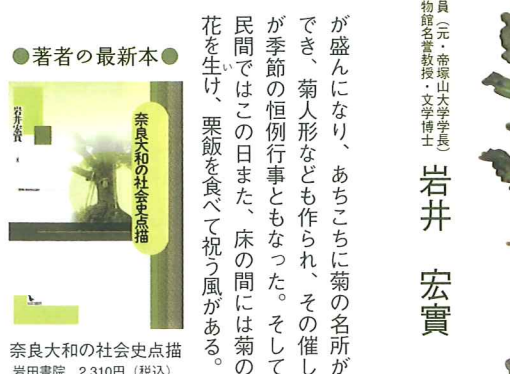 員(元・帝塚山大学学長)
物館名誉教授・文学博士
岩井 宏實
が盛んになり、あちこちに菊の名所が
でき、菊人形なども作られ、その催し
が季節の恒例行事ともなった。そして
民間ではこの日また、床の間には菊の
花を生い け、栗飯を食べて祝う風がある。
●著者の最新本●
奈良大和の社会史点描
岩井宏實
奈良大和の社会史点描
岩田書院 2,310円(税込)